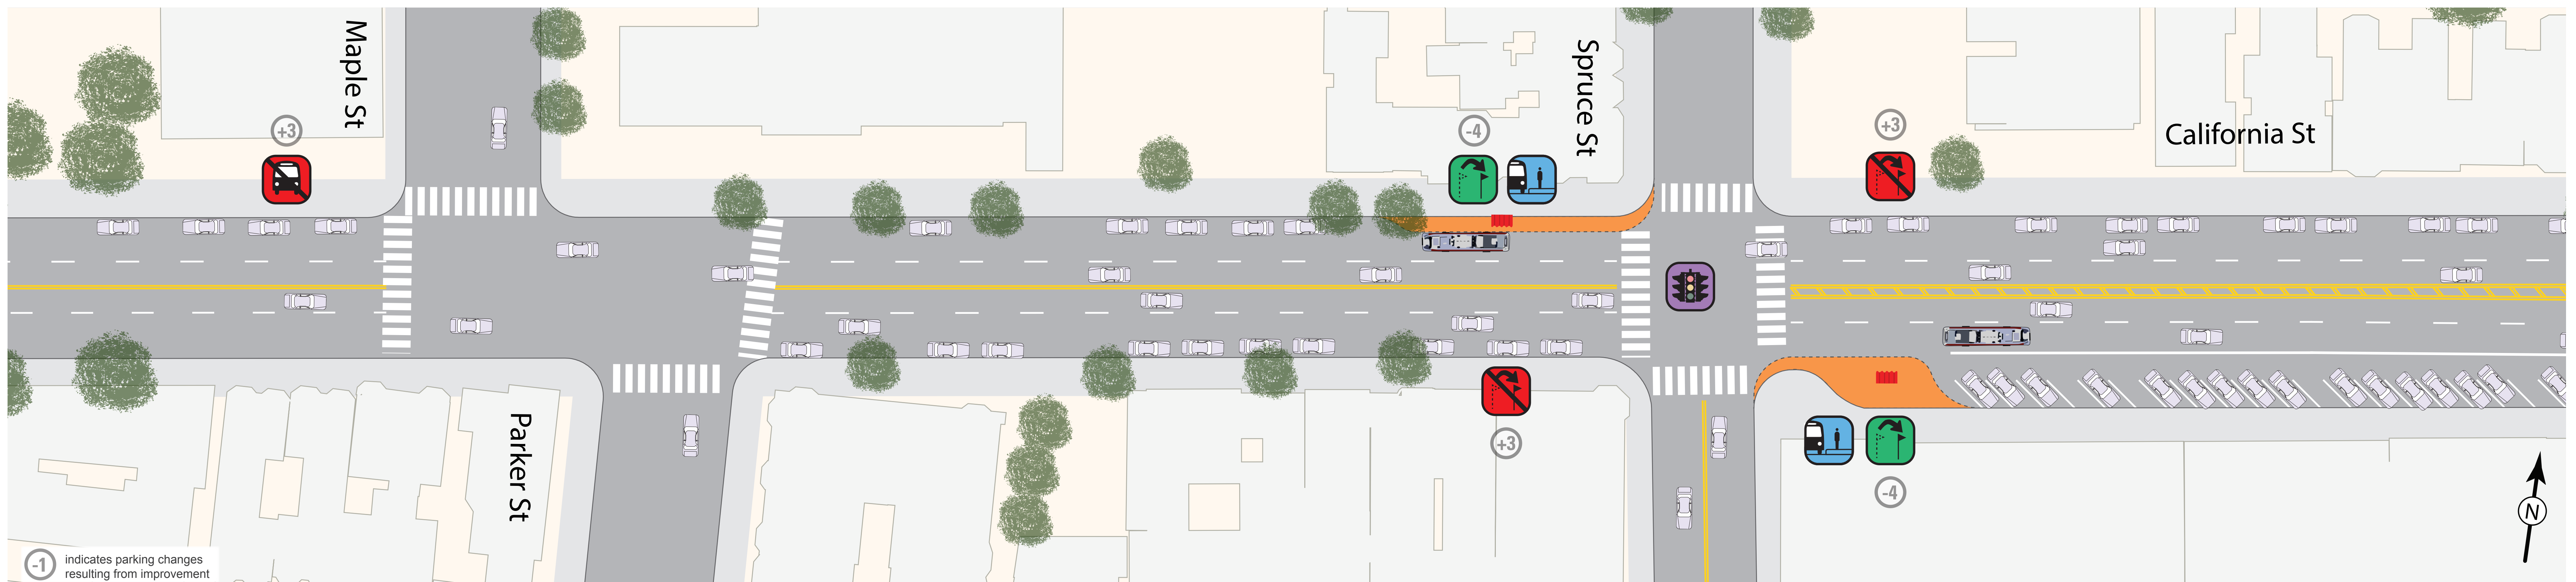 Maple St
Spruce St
+3
-4
+3
California St
Parker St
+3
-4
N
-1
indicates parking changes
resulting from improvement